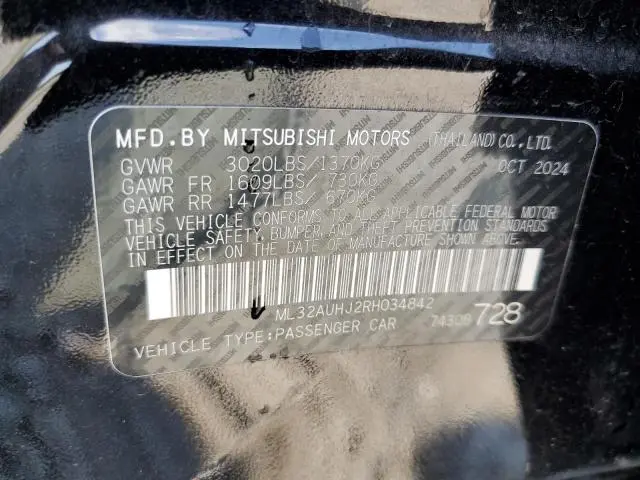 MFD.BY MITSUBISHI MOTORS (THAILAND)CO.,LTD.
GVWR 3020LBS/1370KG OCT 2024
GAWR FR 1609LBS/ 730KG
GAWR RR 1477LBS/ 670KG
THIS VEHICLE CONFORMS TO ALL APPLICABLE FEDERAL MOTOR
VEHICLE SAFETY, BUMPER, AND THEFT PREVENTION STANDARDS
IN EFFECT ON THE DATE OF MANUFACTURE SHOWN ABOVE.
ML32AUHJ2RH034842
VEHICLE TYPE:PASSENGER CAR 74308 728